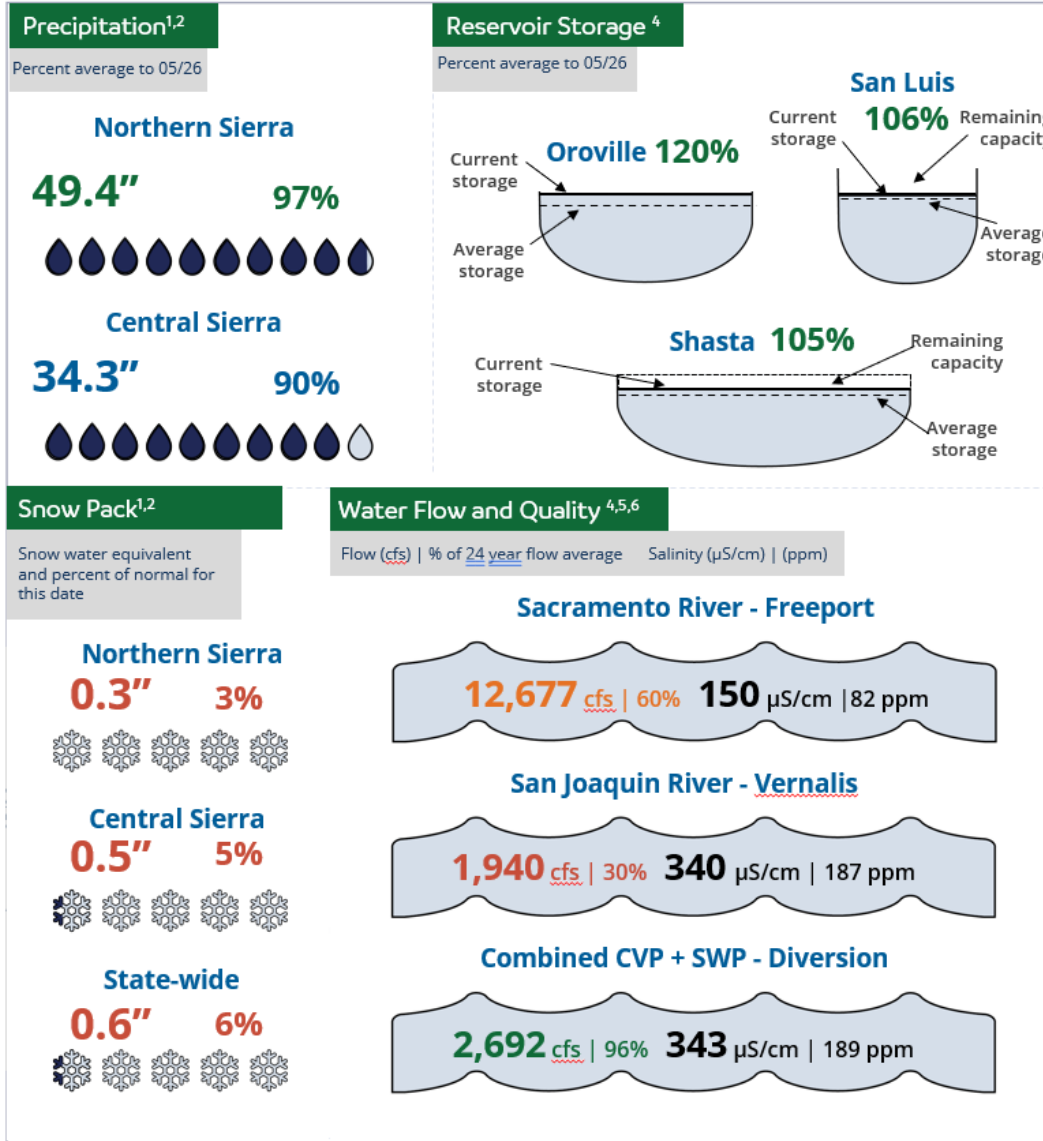 Precipitation1,2
Percent average to 05/26
Northern Sierra
49.4”
97%
Central Sierra
34.3”
90%
Reservoir Storage 4
Percent average to 05/26
Oroville 120%
Current
storage
Average
storage
San Luis
106%
Current
storage
Remaining
capacity
Average
storage
Shasta 105%
Current
storage
Remaining
capacity
Average
storage
Snow Pack1,2
Snow water equivalent
and percent of normal for
this date
Northern Sierra
0.3” 3%
Central Sierra
0.5” 5%
State-wide
0.6” 6%
Water Flow and Quality 4,5,6
Flow (cfs) | % of 24 year flow average Salinity (µS/cm) | (ppm)
Sacramento River - Freeport
12,677 cfs | 60% 150 µS/cm |82 ppm
San Joaquin River - Vernalis
1,940 cfs | 30% 340 µS/cm | 187 ppm
Combined CVP + SWP - Diversion
2,692 cfs | 96% 343 µS/cm | 189 ppm